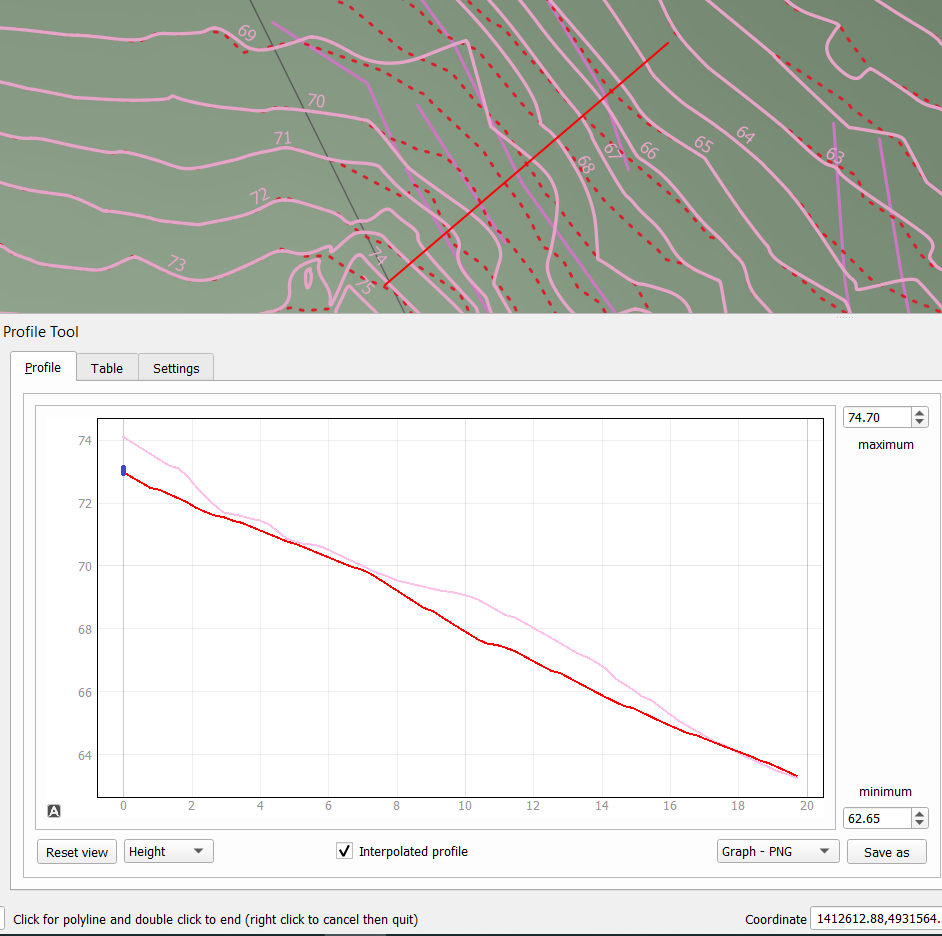 69
70
71
72
73
74
75
68
67
66
65
64
63
Profile Tool
Profile
Table
Settings
74.70
maximum
74
72
70
68
66
64
0 2 4 6 8 10 12 14 16 18 20
A
minimum
62.65
Reset view
Height
Interpolated profile
Graph - PNG
Save as
Click for polyline and double click to end (right click to cancel then quit)
Coordinate
1412612.88,4931564.